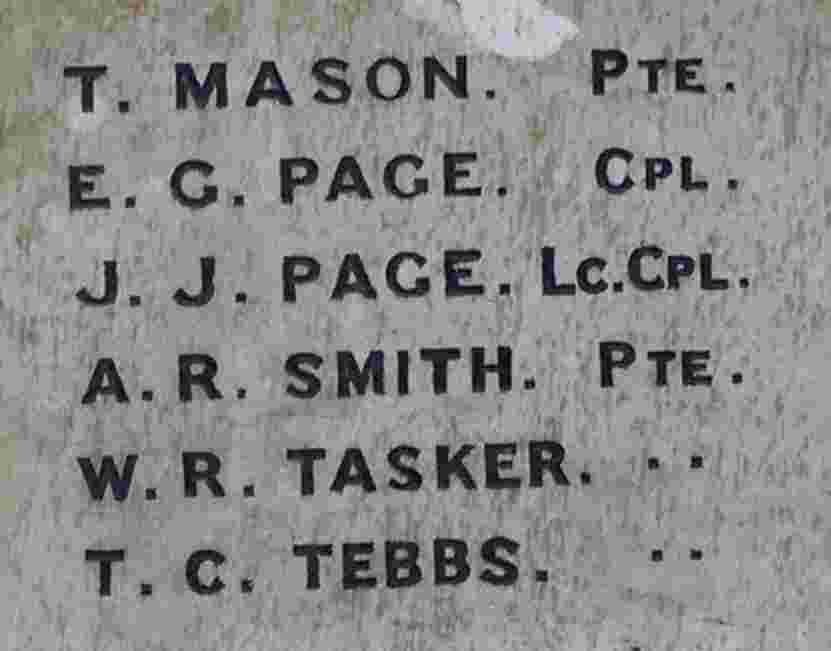 T. MASON. PTE.
E. G. PAGE. CPL.
J. J. PAGE. LC.CPL.
A. R. SMITH. PTE.
W. R. TASKER. ..
T. C. TEBBS. ..